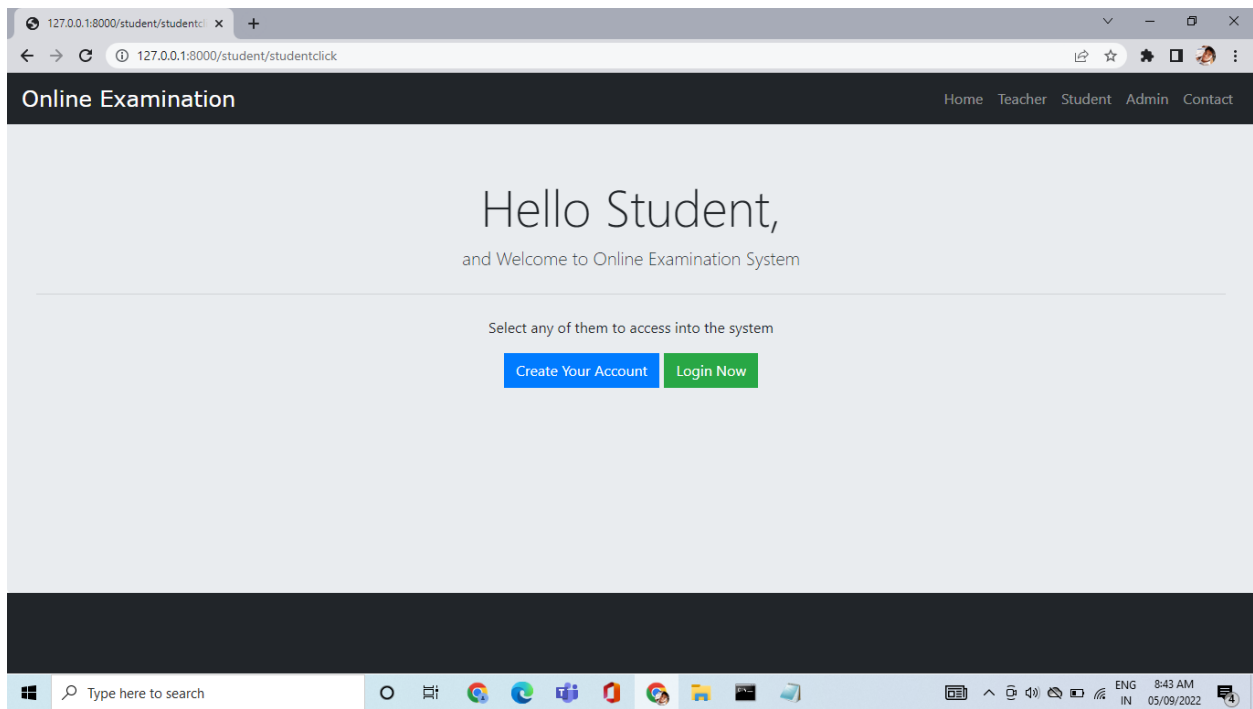 127.0.0.1:8000/student/studentcl
127.0.0.1:8000/student/studentclick
Online Examination
Home Teacher Student Admin Contact
Hello Student,
and Welcome to Online Examination System
Select any of them to access into the system
Create Your Account Login Now
Type here to search
ENG 8:43 AM
IN 05/09/2022
4